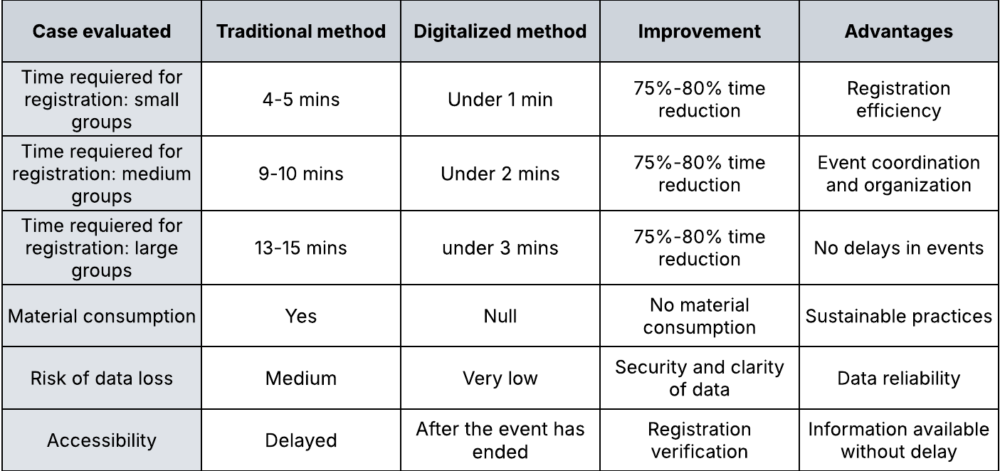 Case evaluated
Traditional method
Digitalized method
Improvement
Advantages
Time requiered for
registration: small
groups
4-5 mins
Under 1 min
75%-80% time
reduction
Registration
efficiency
Time requiered for
registration: medium
groups
9-10 mins
Under 2 mins
75%-80% time
reduction
Event coordination
and organization
Time requiered for
registration: large
groups
13-15 mins
under 3 mins
75%-80% time
reduction
No delays in events
Material consumption
Yes
Null
No material
consumption
Sustainable practices
Risk of data loss
Medium
Very low
Security and clarity
of data
Data reliability
Accessibility
Delayed
After the event has
ended
Registration
verification
Information available
without delay